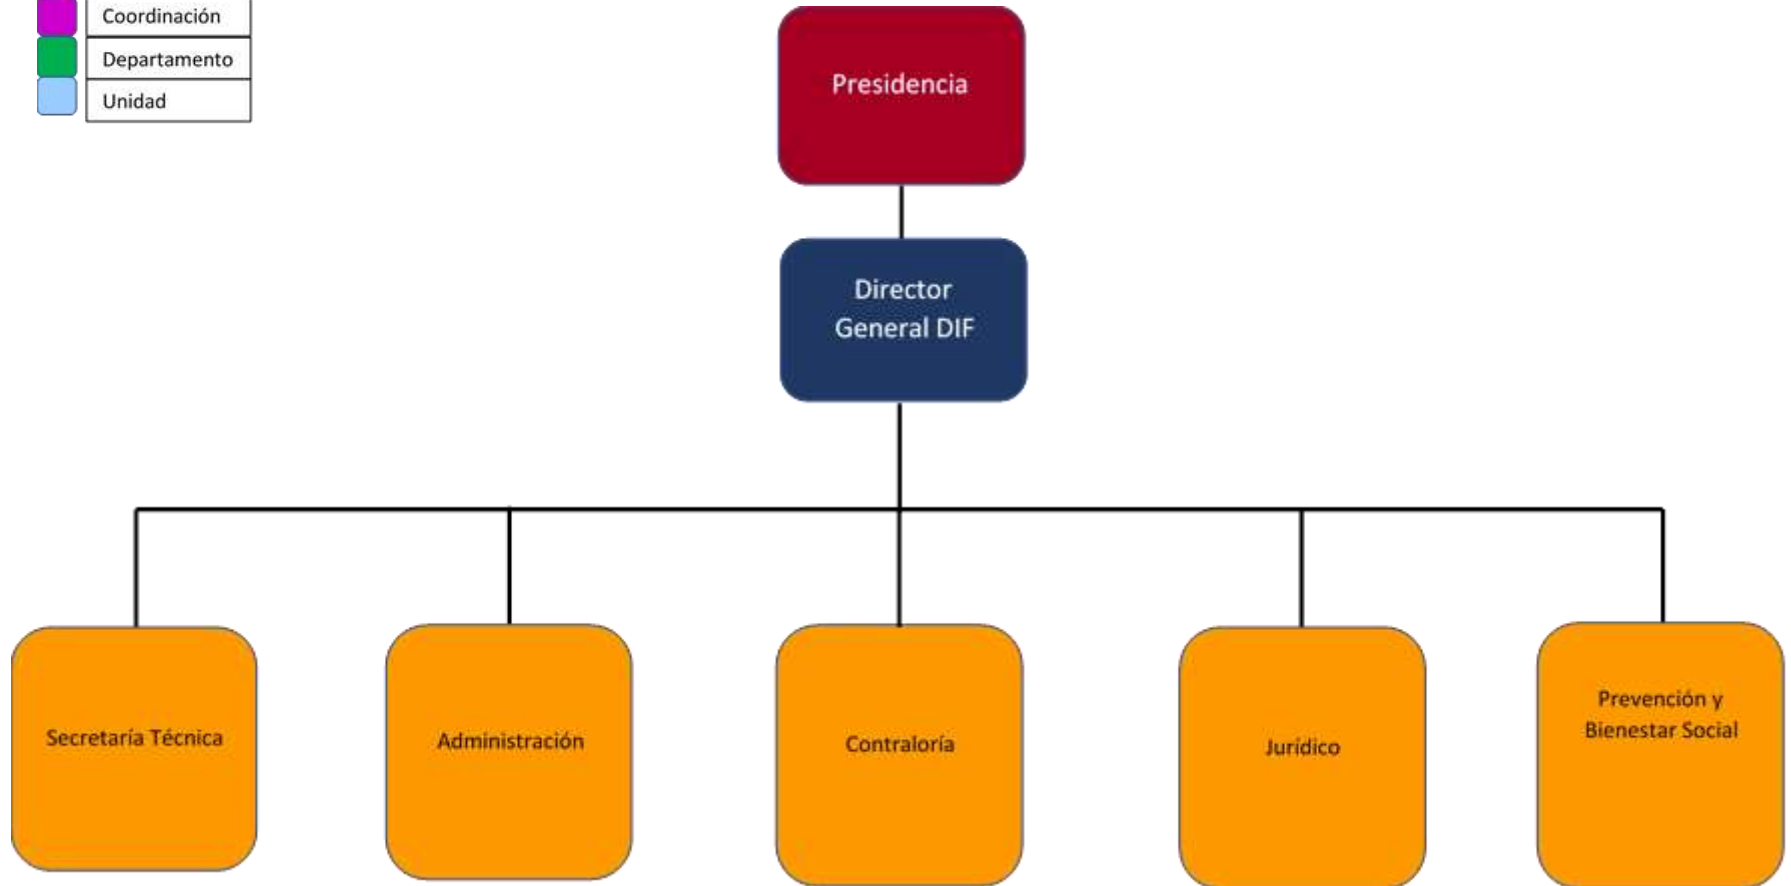 Coordinación
Departamento
Unidad
Presidencia
Director
General DIF
Secretaría Técnica
Administración
Contraloría
Jurídico
Prevención y
Bienestar Social